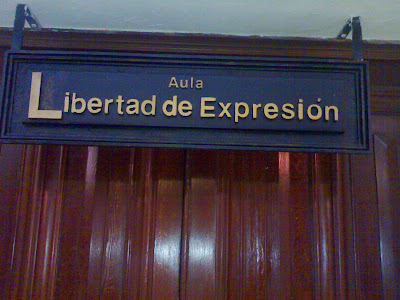 Aula
Libertad de Expresión